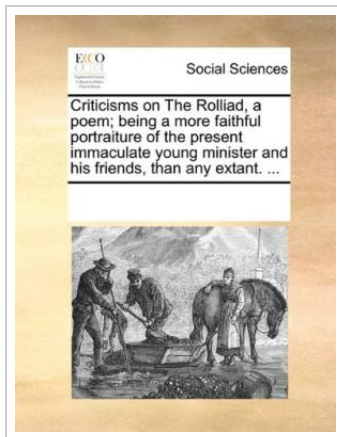 ECCO
Social Sciences
Criticisms on The Rolliad, a
poem; being a more faithful
portraiture of the present
immaculate young minister and
his friends, than any extant. ...